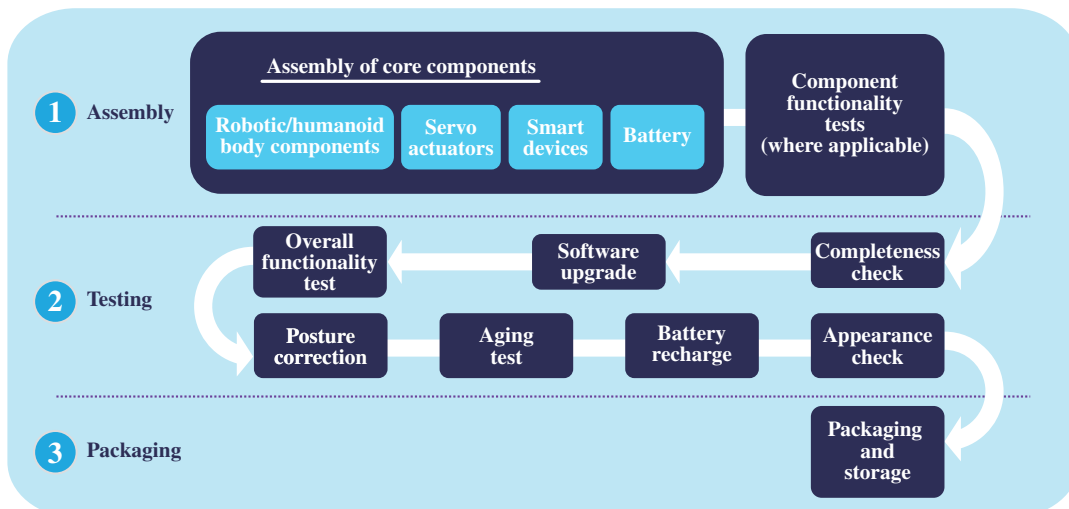 1
Assembly
Assembly of core components
Robotic/humanoid
body components
Servo
actuators
Smart
devices
Battery
Component
functionality
tests
(where applicable)
2
Testing
Completeness
check
Software
upgrade
Overall
functionality
test
Posture
correction
Aging
test
Battery
recharge
Appearance
check
3
Packaging
Packaging
and
storage